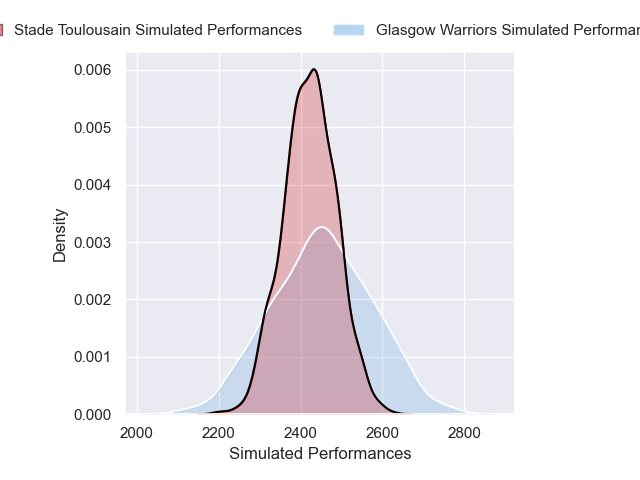 Stade Toulousain Simulated Performances
Glasgow Warriors Simulated
0.006
0.005
0.004
0.003
0.002
0.001
0.000
Density
2000 2200 2400 2600 2800
Simulated Performances